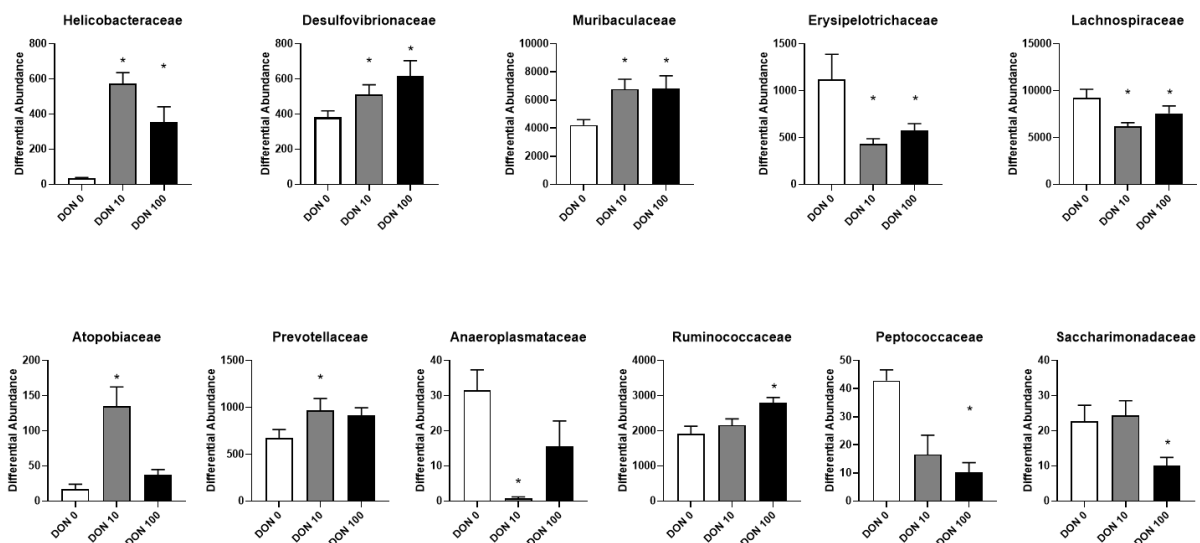 Helicobacteraceae
Differential Abundance
800
600
400
200
0
*
*
DON 0
DON 10
DON 100
Desulfovibrionaceae
Differential Abundance
800
600
400
200
0
*
*
DON 0
DON 10
DON 100
Muribaculaceae
Differential Abundance
10000
8000
6000
4000
2000
0
*
*
DON 0
DON 10
DON 100
Erysipelotrichaceae
Differential Abundance
1500
1000
500
0
*
*
DON 0
DON 10
DON 100
Lachnospiraceae
Differential Abundance
15000
10000
5000
0
*
*
DON 0
DON 10
DON 100
Atopobiaceae
Differential Abundance
200
150
100
50
0
*
DON 0
DON 10
DON 100
Prevotellaceae
Differential Abundance
1500
1000
500
0
*
DON 0
DON 10
DON 100
Anaeroplasmataceae
Differential Abundance
40
30
20
10
0
*
DON 0
DON 10
DON 100
Ruminococcaceae
Differential Abundance
4000
3000
2000
1000
0
*
DON 0
DON 10
DON 100
Peptococcaceae
Differential Abundance
50
40
30
20
10
0
*
DON 0
DON 10
DON 100
Saccharimonadaceae
Differential Abundance
40
30
20
10
0
*
DON 0
DON 10
DON 100